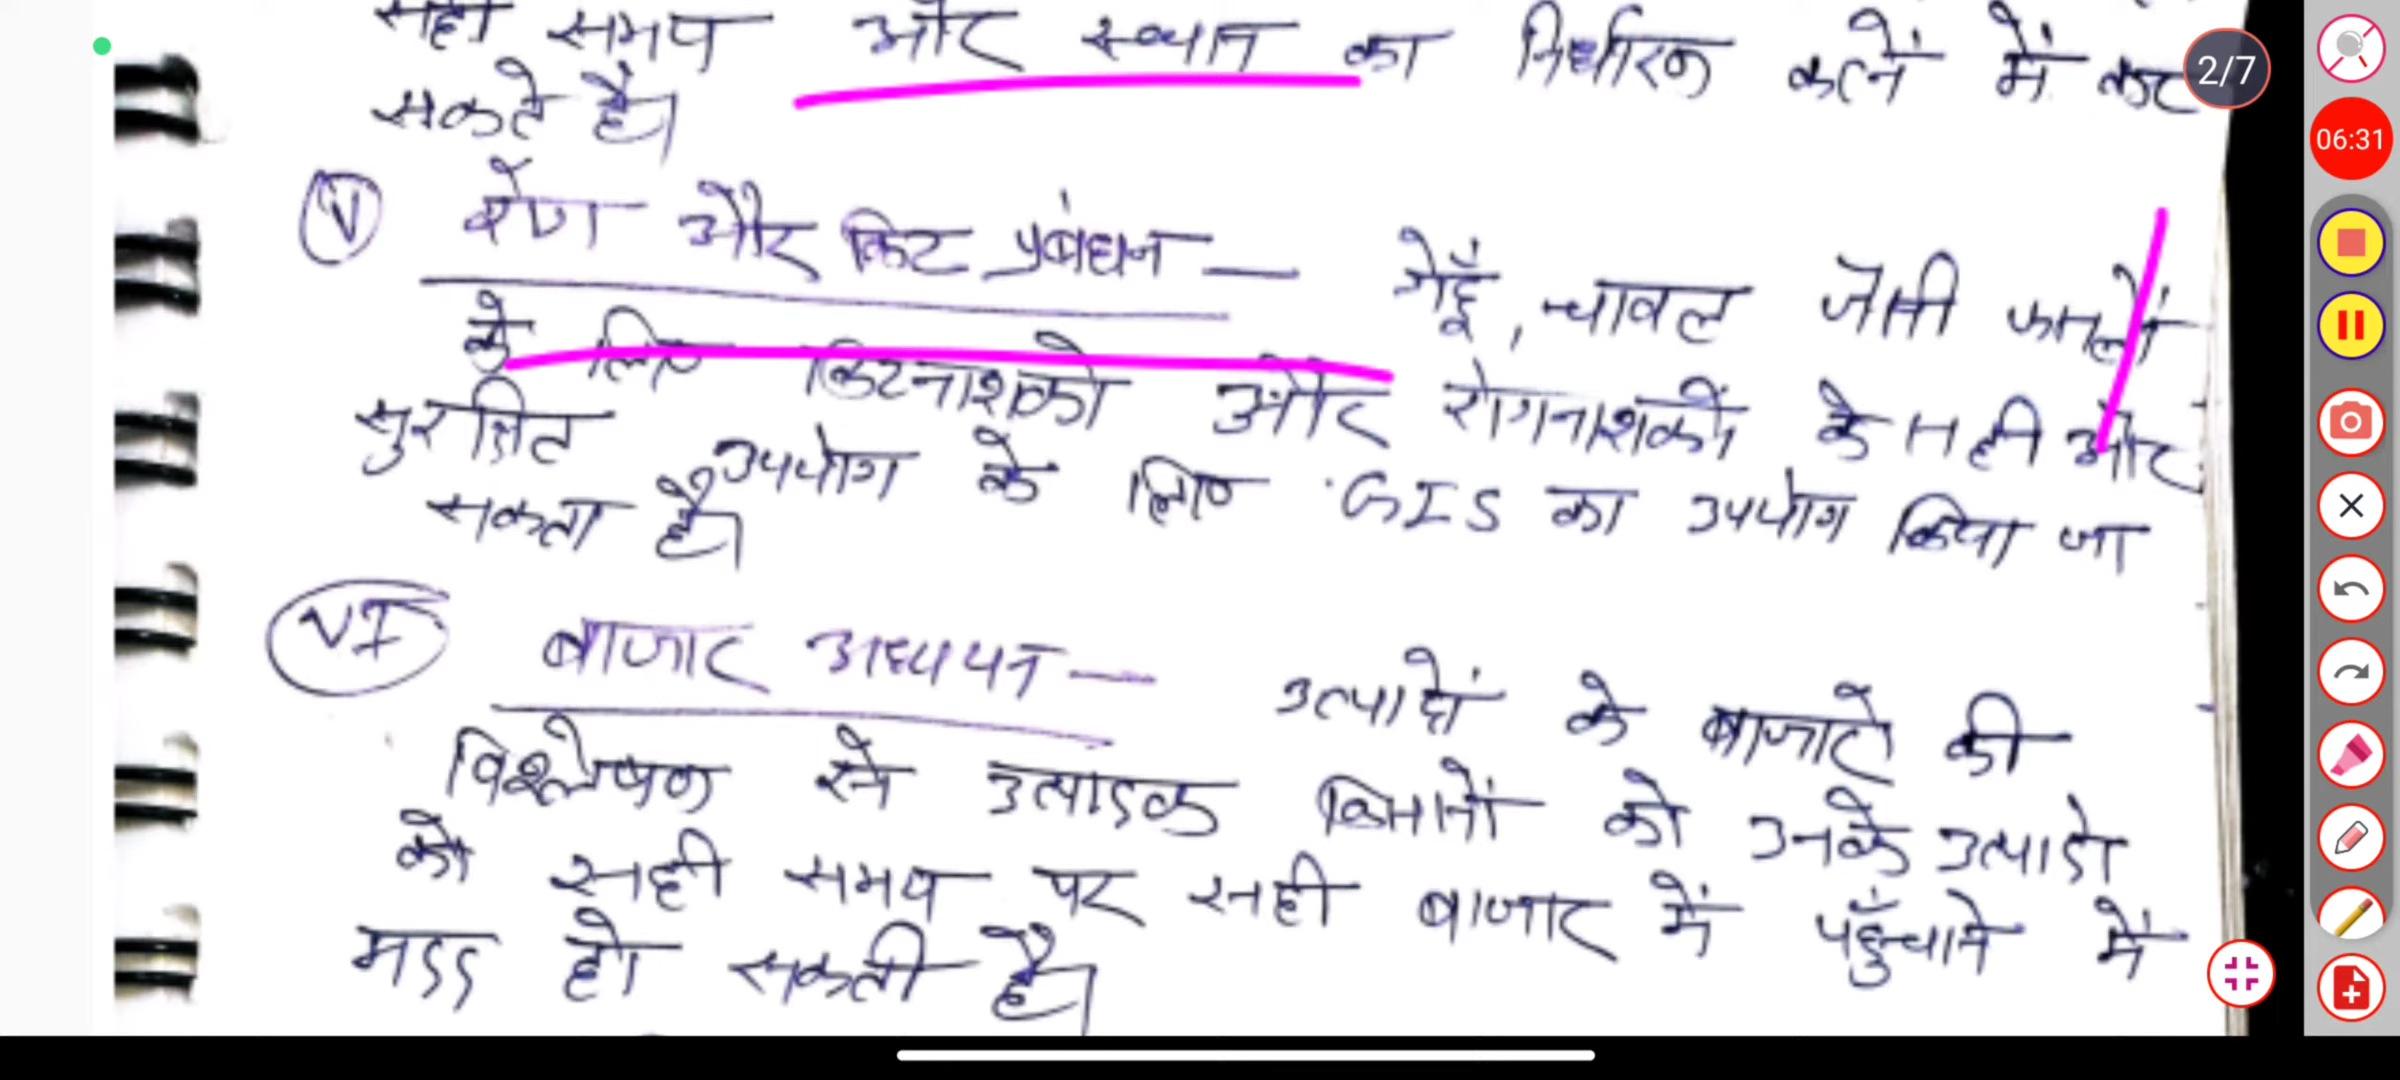 सही समय और स्थान का निर्धारण करने में कर
सकते है।
V रोग और किट प्रबंधन — गेहूँ, चावल जैसी फसलों
के लिए किटनाशको और रोगनाशकों के सही और
सुरक्षित उपयोग के लिए GIS का उपयोग किया जा
सकता है।
VI बाजार अध्ययन — उत्पादों के बाजारो की
विश्लेषण से उत्पादक किसानों को उनके उत्पादो
को सही समय पर सही बाजार में पहुँचाने में
मदद हो सकती है।
2/7
06:31